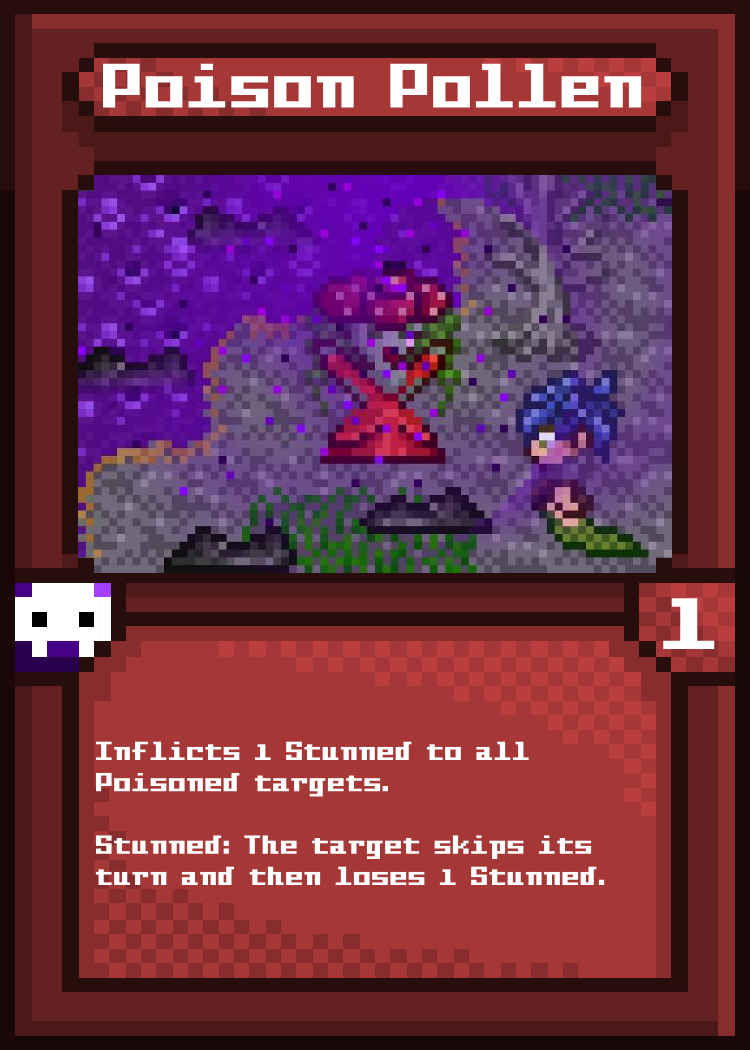 Poison Pollen
1
Inflicts 1 Stunned to all
Poisoned targets.
Stunned: The target skips its
turn and then loses 1 Stunned.